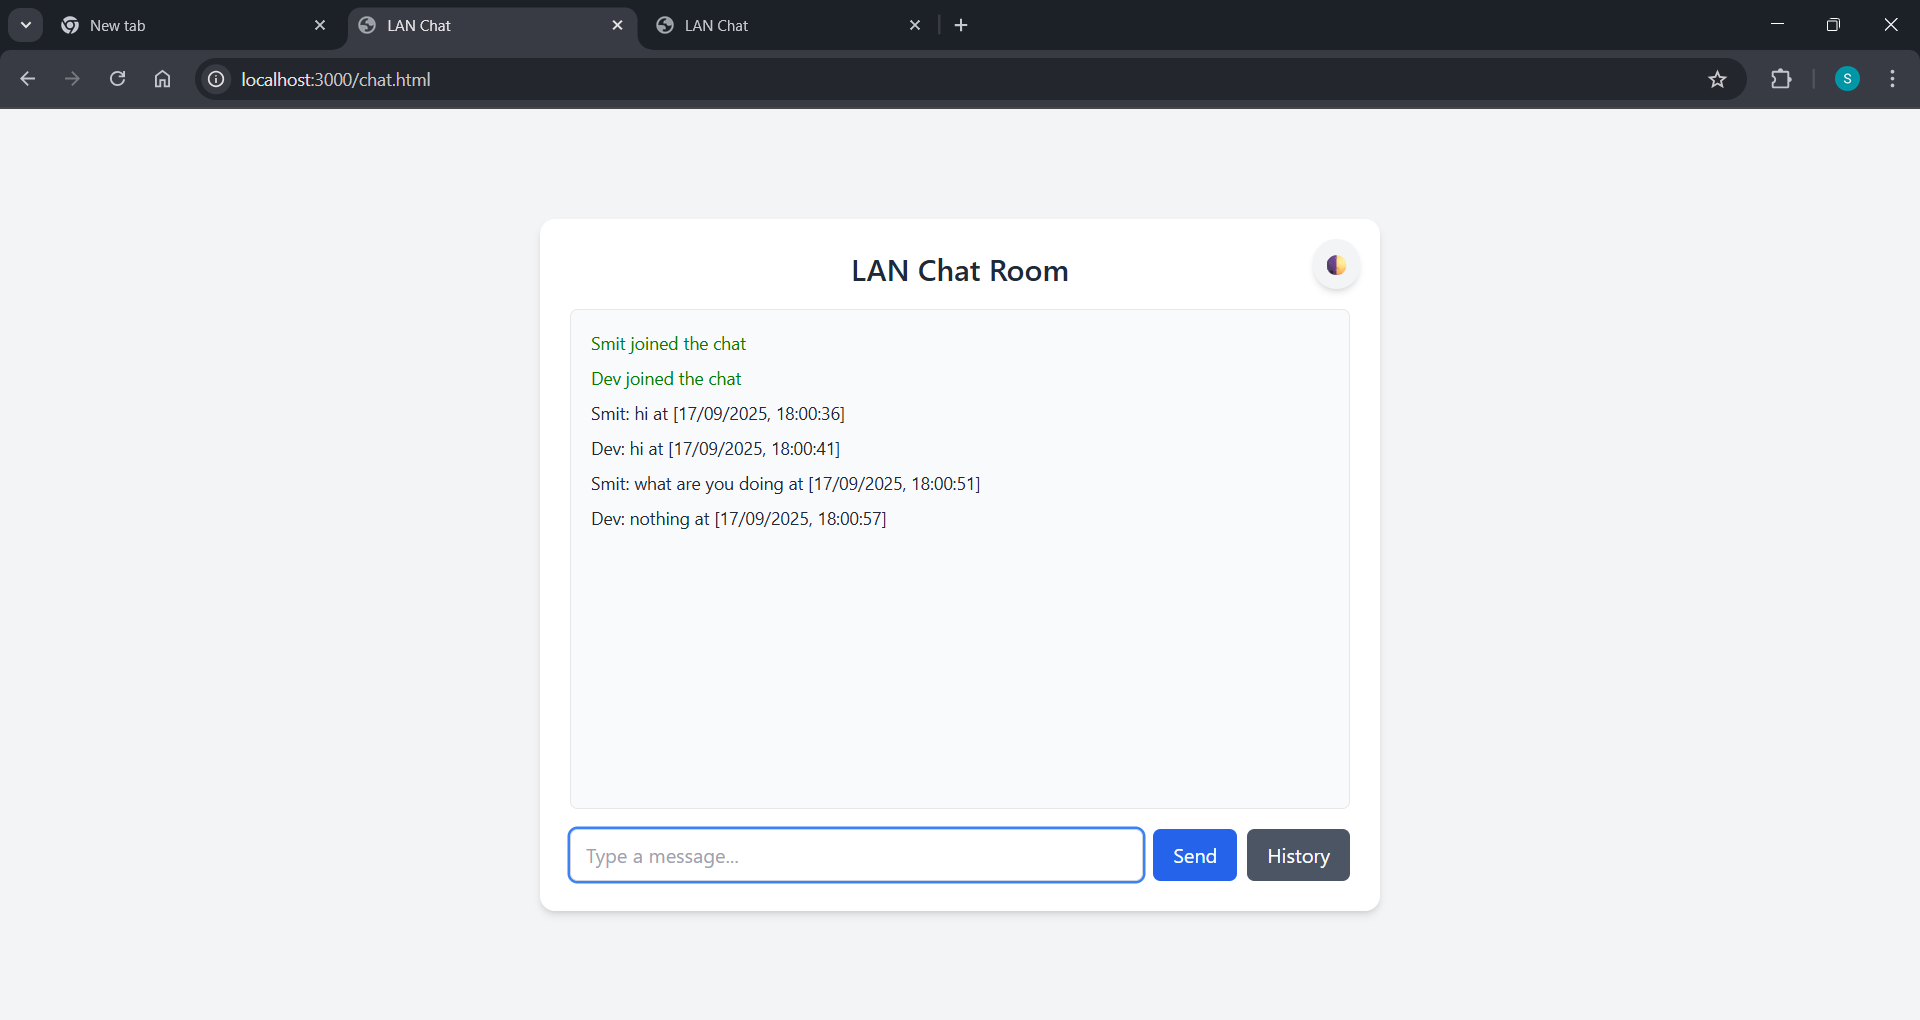 New tab
LAN Chat
LAN Chat
localhost:3000/chat.html
S
LAN Chat Room
Smit joined the chat
Dev joined the chat
Smit: hi at [17/09/2025, 18:00:36]
Dev: hi at [17/09/2025, 18:00:41]
Smit: what are you doing at [17/09/2025, 18:00:51]
Dev: nothing at [17/09/2025, 18:00:57]
Type a message...
Send
History